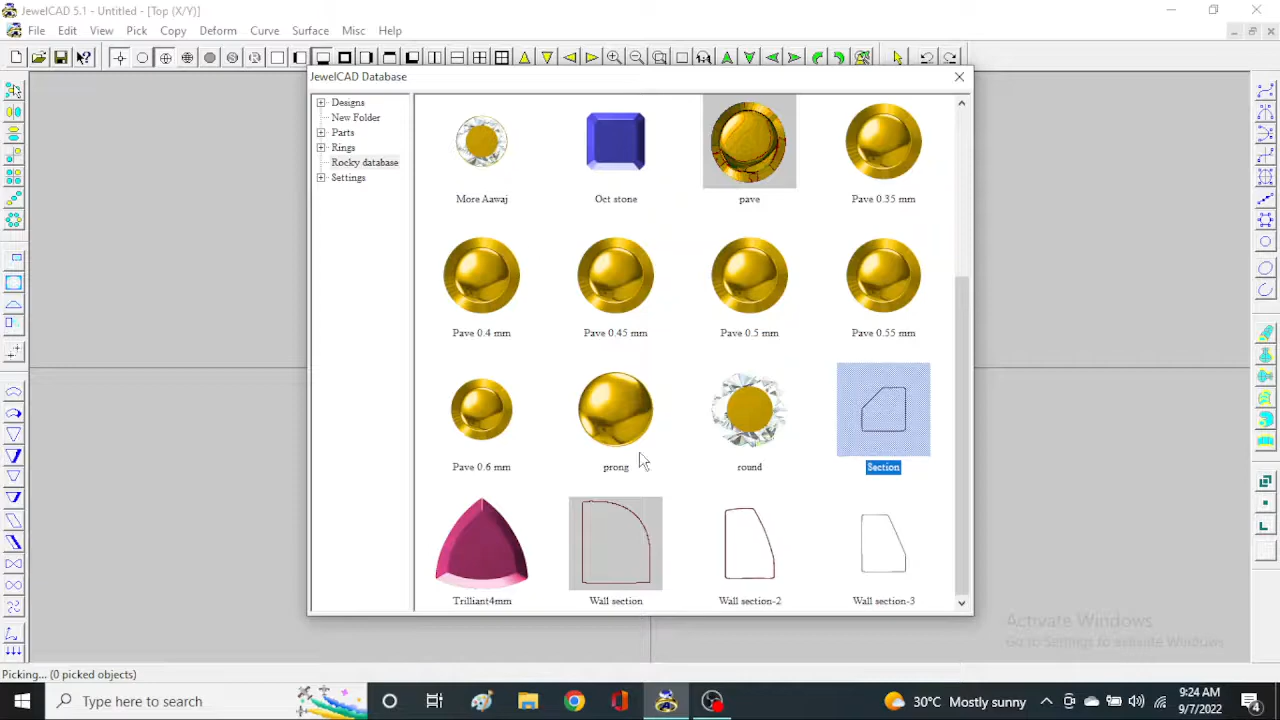 JewelCAD 5.1 - Untitled - [Top (X/Y)]
File Edit View Pick Copy Deform Curve Surface Misc Help
JewelCAD Database
Designs
New Folder
Parts
Rings
Rocky database
Settings
More Aawaj Oct stone pave Pave 0.35 mm
Pave 0.4 mm Pave 0.45 mm Pave 0.5 mm Pave 0.55 mm
Pave 0.6 mm prong round Section
Trilliant4mm Wall section Wall section-2 Wall section-3
Activate Windows
Go to Settings to activate Windows.
Picking... (0 picked objects)
Type here to search
30°C Mostly sunny
9:24 AM
9/7/2022
4